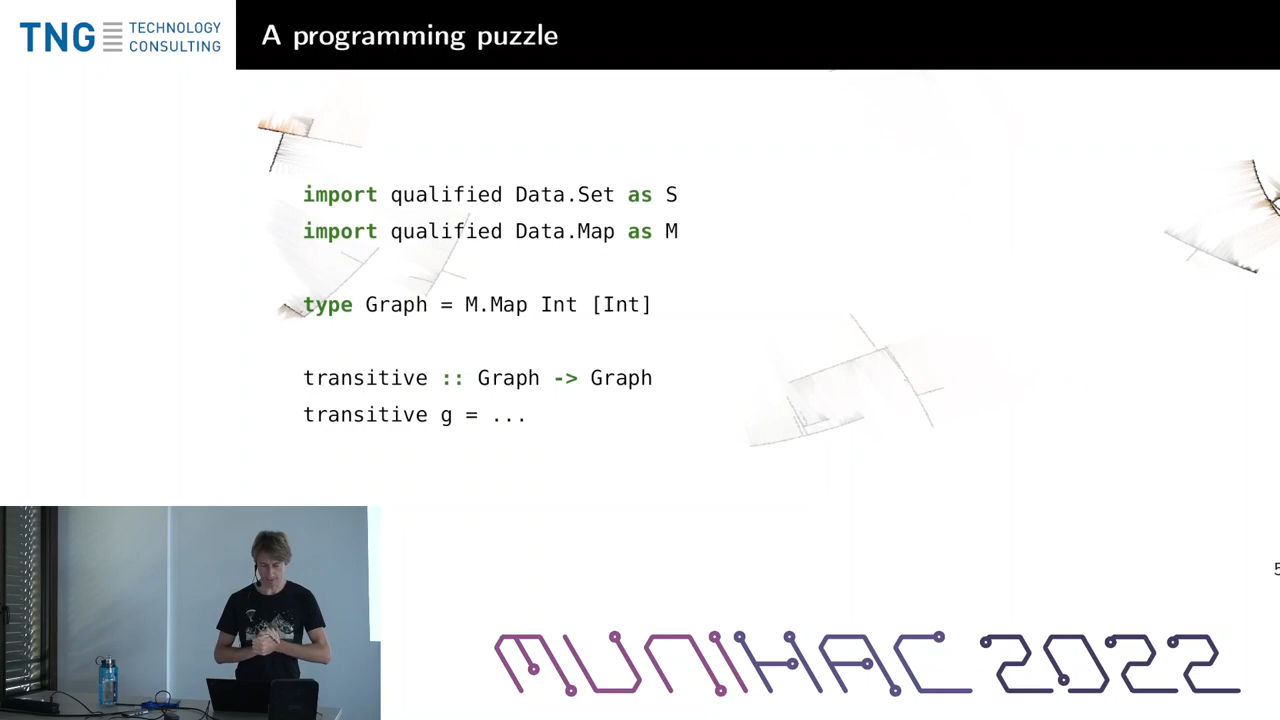 TNG TECHNOLOGY
CONSULTING
A programming puzzle
import qualified Data.Set as S
import qualified Data.Map as M
type Graph = M.Map Int [Int]
transitive :: Graph -> Graph
transitive g = ...
5
MUNIHAC 2022